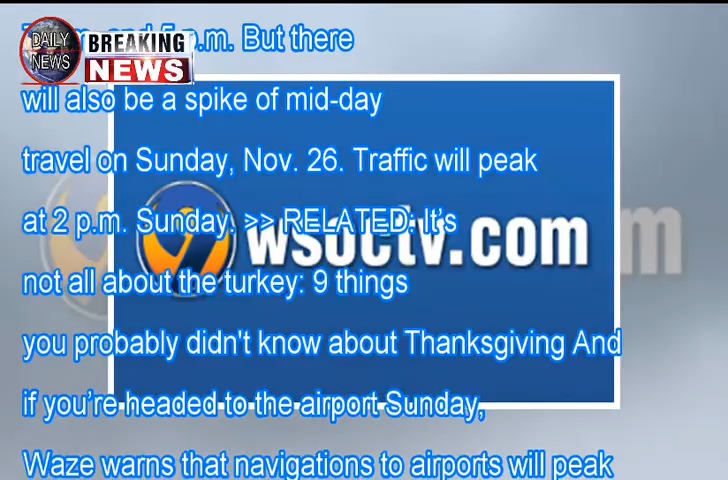 DAILY
NEWS
BREAKING
NEWS
5 p.m. But there
will also be a spike of mid-day
travel on Sunday, Nov. 26. Traffic will peak
at 2 p.m. Sunday. >> RELATED: It's
not all about the turkey: 9 things
you probably didn't know about Thanksgiving And
if you're headed to the airport Sunday,
Waze warns that navigations to airports will peak
9 wsoctv.com
m